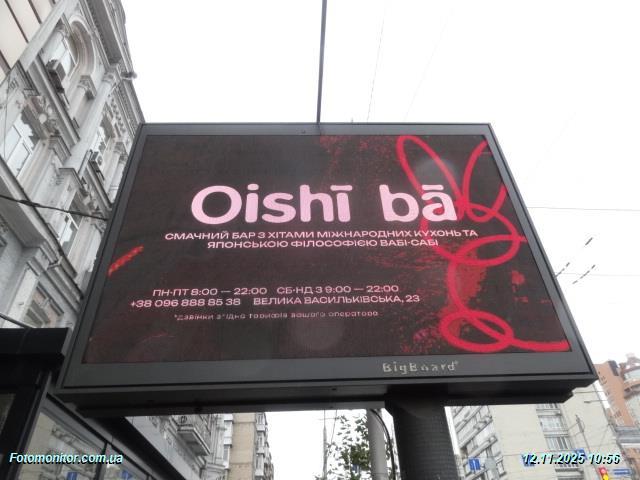 Oishī bā
СМАЧНИЙ БАР З ХІТАМИ МІЖНАРОДНИХ КУХОНЬ ТА
ЯПОНСЬКОЮ ФІЛОСОФІЄЮ ВАБІ-САБІ
ПН-ПТ 8:00 — 22:00 СБ-НД З 9:00 — 22:00
+38 096 888 85 38 ВЕЛИКА ВАСИЛЬКІВСЬКА, 23
*Дзвінки згідно тарифів вашого оператора
BigBoard
Fotomonitor.com.ua
12.11.2025 10:56